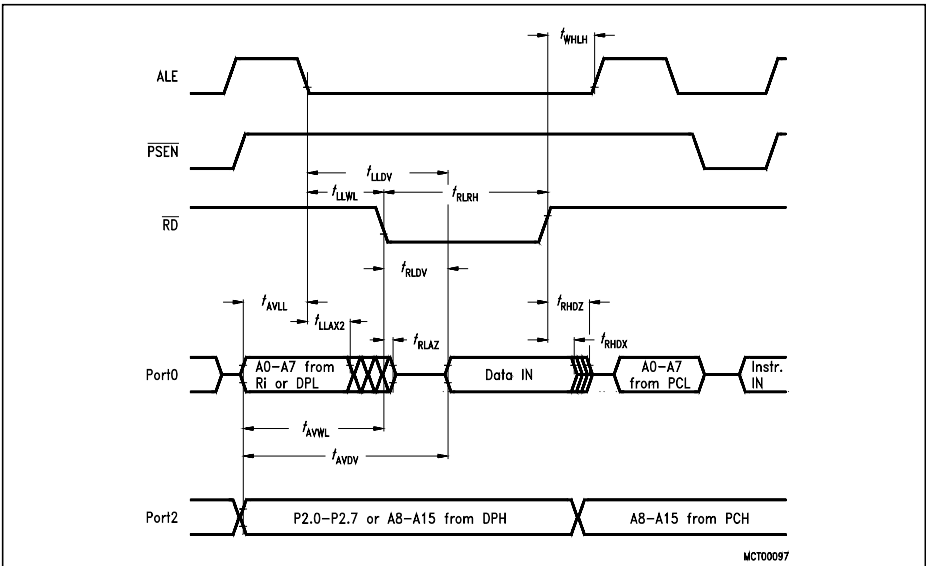 tWHLH
ALE
PSEN
tLLDV
tLLWL
tRLRH
RD
tRLDV
tAVLL
tRHDZ
tLLAX2
tRLAZ
tRHDX
Port0
A0–A7 from
Ri or DPL
Data IN
A0–A7
from PCL
Instr.
IN
tAVWL
tAVDV
Port2
P2.0–P2.7 or A8–A15 from DPH
A8–A15 from PCH
MCT00097